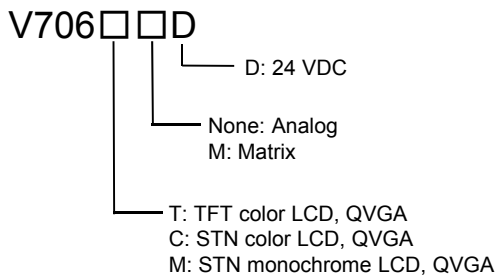 V706□ □D
D: 24 VDC
None: Analog
M: Matrix
T: TFT color LCD, QVGA
C: STN color LCD, QVGA
M: STN monochrome LCD, QVGA